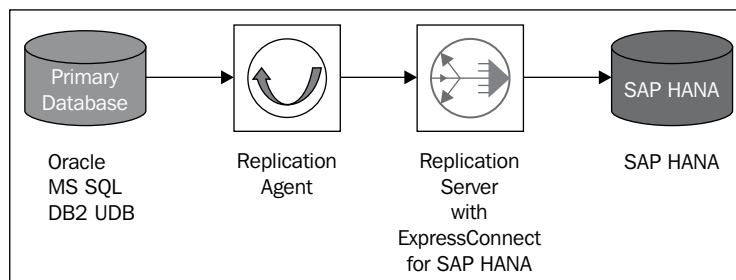 Primary
Database
SAP HANA
Oracle
MS SQL
DB2 UDB
Replication
Agent
Replication
Server
with
ExpressConnect
for SAP HANA
SAP HANA